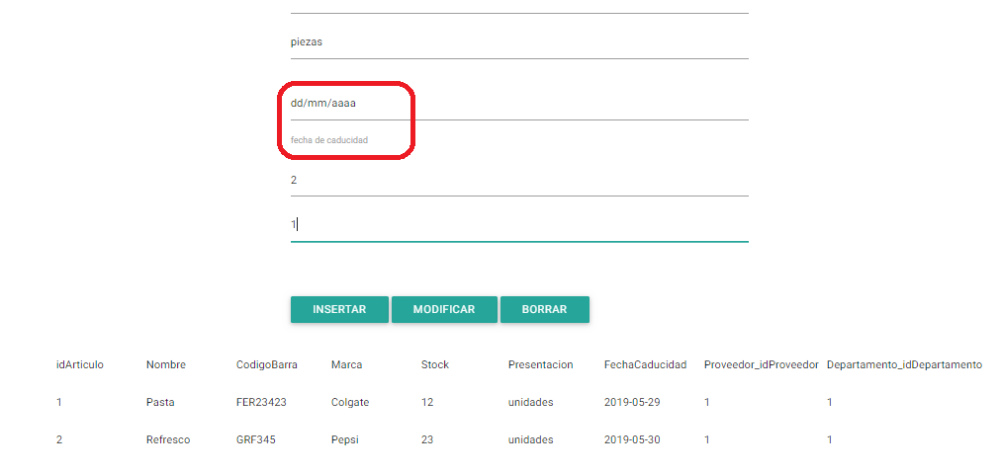 piezas
dd/mm/aaaa
fecha de caducidad
2
1
INSERTAR MODIFICAR BORRAR
idArticulo Nombre CodigoBarra Marca Stock Presentacion FechaCaducidad Proveedor_idProveedor Departamento_idDepartamento
1 Pasta FER23423 Colgate 12 unidades 2019-05-29 1 1
2 Refresco GRF345 Pepsi 23 unidades 2019-05-30 1 1